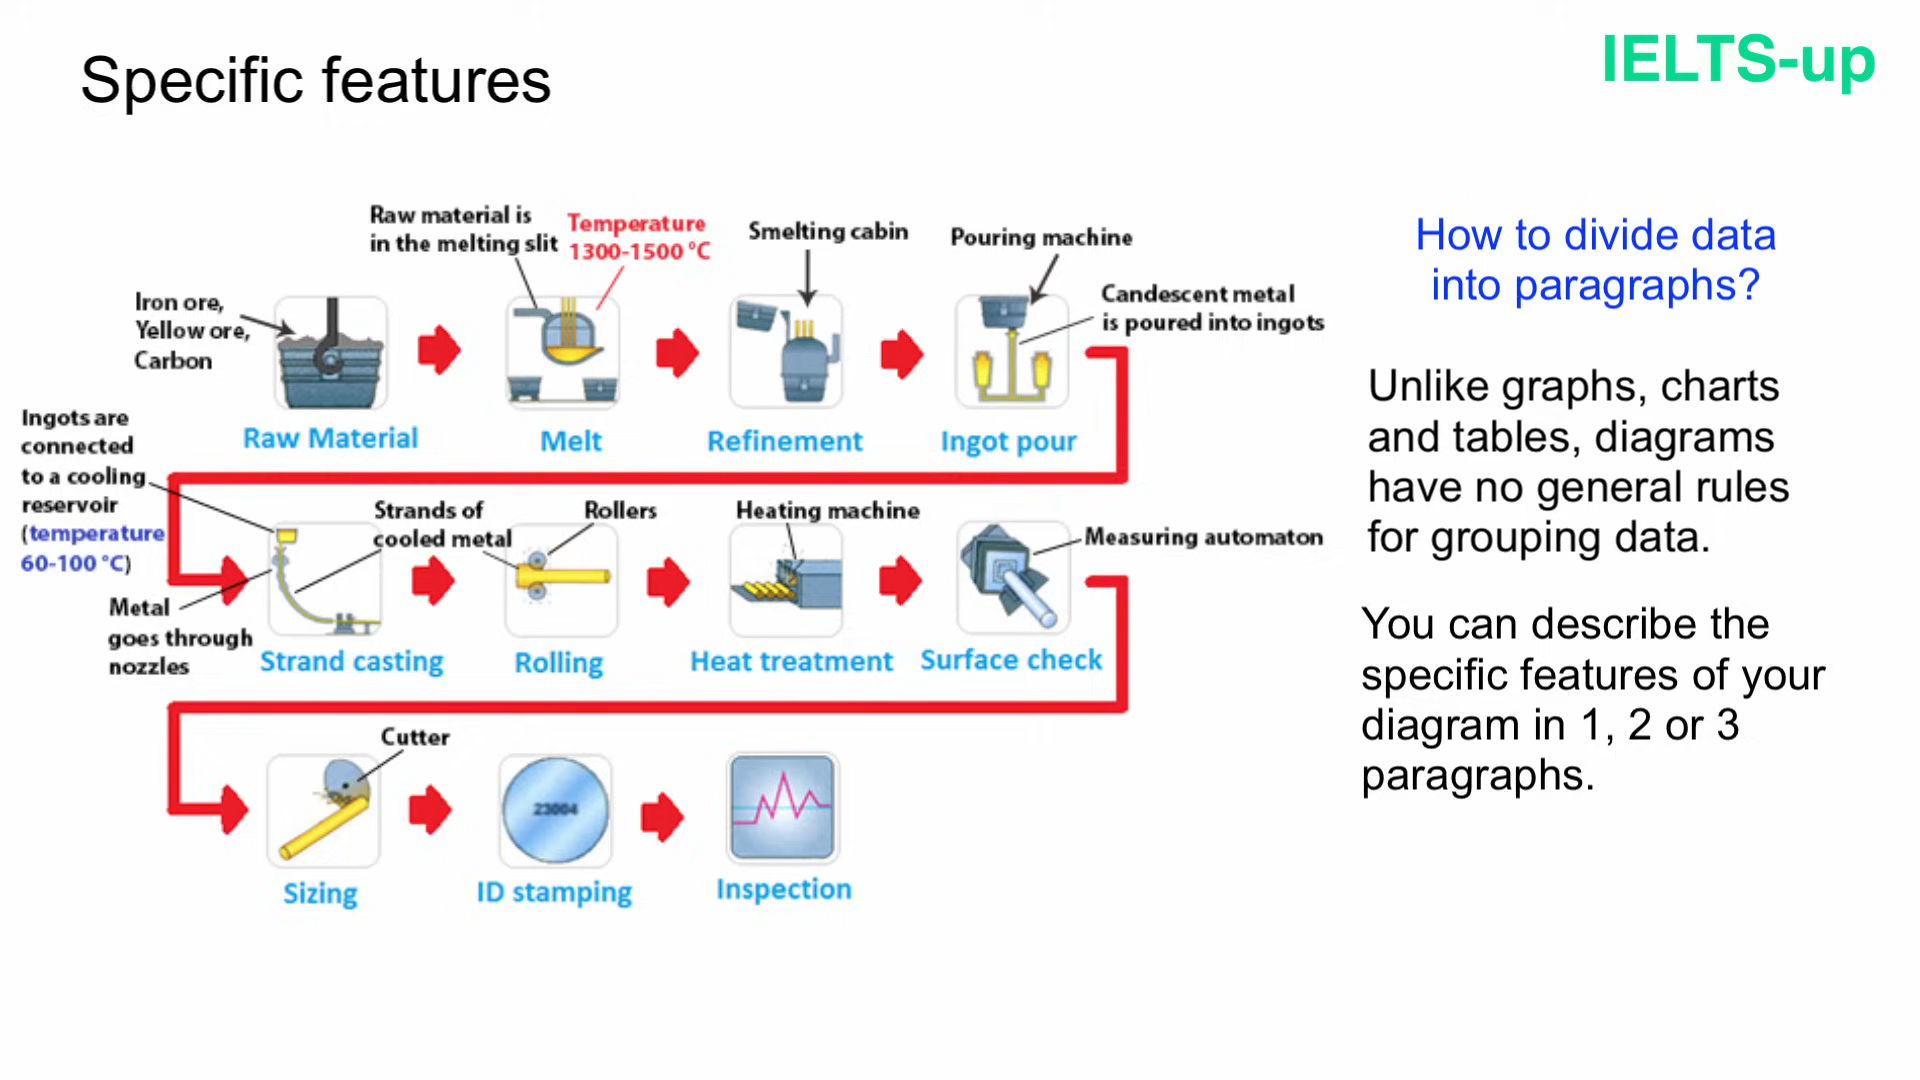 Specific features
IELTS-up
Raw material is
in the melting slit
Temperature
1300-1500 °C
Smelting cabin
Pouring machine
Iron ore,
Yellow ore,
Carbon
Candescent metal
is poured into ingots
Raw Material
Melt
Refinement
Ingot pour
Ingots are
connected
to a cooling
reservoir
(temperature
60-100 °C)
Strands of
cooled metal
Rollers
Heating machine
Measuring automaton
Metal
goes through
nozzles
Strand casting
Rolling
Heat treatment
Surface check
Cutter
23004
Sizing
ID stamping
Inspection
How to divide data
into paragraphs?
Unlike graphs, charts
and tables, diagrams
have no general rules
for grouping data.
You can describe the
specific features of your
diagram in 1, 2 or 3
paragraphs.